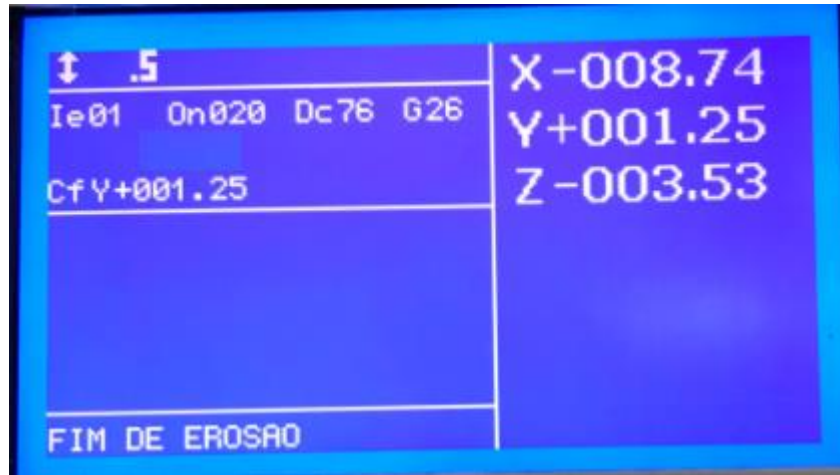 ↕ .5
Ie01 On020 Dc76 G26
CfY+001.25
FIM DE EROSAO
X-008.74
Y+001.25
Z-003.53